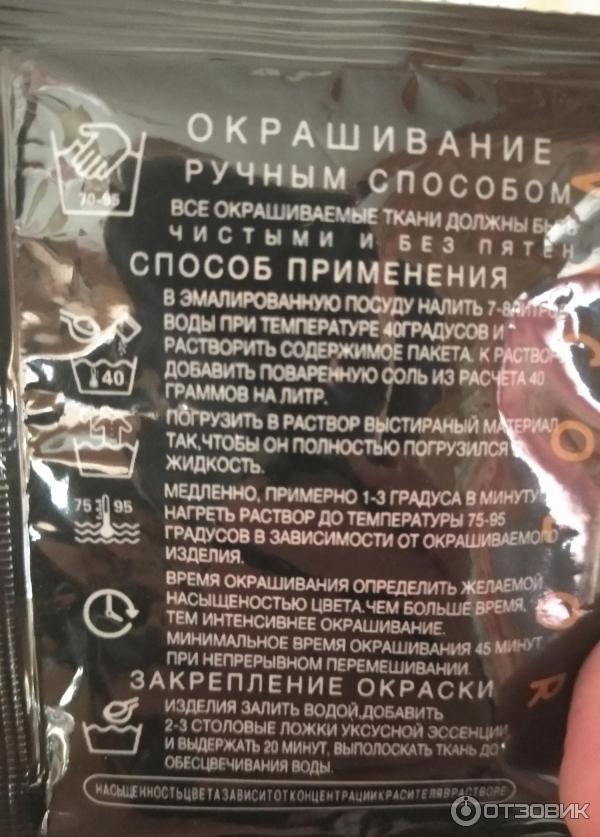 ОКРАШИВАНИЕ
РУЧНЫМ СПОСОБОМ
70-95
ВСЕ ОКРАШИВАЕМЫЕ ТКАНИ ДОЛЖНЫ БЫТЬ
ЧИСТЫМИ И БЕЗ ПЯТЕН
СПОСОБ ПРИМЕНЕНИЯ
В ЭМАЛИРОВАННУЮ ПОСУДУ НАЛИТЬ 7-8
ВОДЫ ПРИ ТЕМПЕРАТУРЕ 40ГРАДУСОВ И
РАСТВОРИТЬ СОДЕРЖИМОЕ ПАКЕТА. К РАСТВОР
40
ДОБАВИТЬ ПОВАРЕННУЮ СОЛЬ ИЗ РАСЧЕТА 40
ГРАММОВ НА ЛИТР.
ПОГРУЗИТЬ В РАСТВОР ВЫСТИРАНЫЙ МАТЕРИАЛ
ТАК,ЧТОБЫ ОН ПОЛНОСТЬЮ ПОГРУЗИЛСЯ В
ЖИДКОСТЬ.
МЕДЛЕННО, ПРИМЕРНО 1-3 ГРАДУСА В МИНУТУ
75 95
НАГРЕТЬ РАСТВОР ДО ТЕМПЕРАТУРЫ 75-95
ГРАДУСОВ В ЗАВИСИМОСТИ ОТ ОКРАШИВАЕМОГО
ИЗДЕЛИЯ.
ВРЕМЯ ОКРАШИВАНИЯ ОПРЕДЕЛИТЬ ЖЕЛАЕМОЙ
НАСЫЩЕНОСТЬЮ ЦВЕТА.ЧЕМ БОЛЬШЕ ВРЕМЯ,
ТЕМ ИНТЕНСИВНЕЕ ОКРАШИВАНИЕ.
МИНИМАЛЬНОЕ ВРЕМЯ ОКРАШИВАНИЯ 45 МИНУТ
ПРИ НЕПРЕРЫВНОМ ПЕРЕМЕШИВАНИИ.
ЗАКРЕПЛЕНИЕ ОКРАСКИ
ИЗДЕЛИЯ ЗАЛИТЬ ВОДОЙ,ДОБАВИТЬ
2-3 СТОЛОВЫЕ ЛОЖКИ УКСУСНОЙ ЭССЕНЦИИ
И ВЫДЕРЖАТЬ 20 МИНУТ, ВЫПОЛОСКАТЬ ТКАНЬ ДО
ОБЕСЦВЕЧИВАНИЯ ВОДЫ.
НАСЫЩЕННОСТЬЦВЕТАЗАВИСИТОТКОНЦЕНТРАЦИИКРАСИТЕЛЯВРАСТВОРЕ
ОТЗОВИК